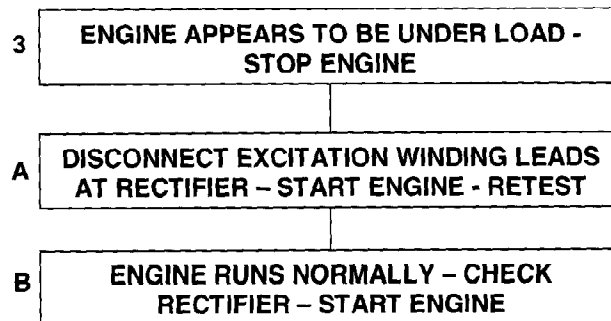 3 ENGINE APPEARS TO BE UNDER LOAD -
STOP ENGINE
A DISCONNECT EXCITATION WINDING LEADS
AT RECTIFIER – START ENGINE - RETEST
B ENGINE RUNS NORMALLY – CHECK
RECTIFIER – START ENGINE